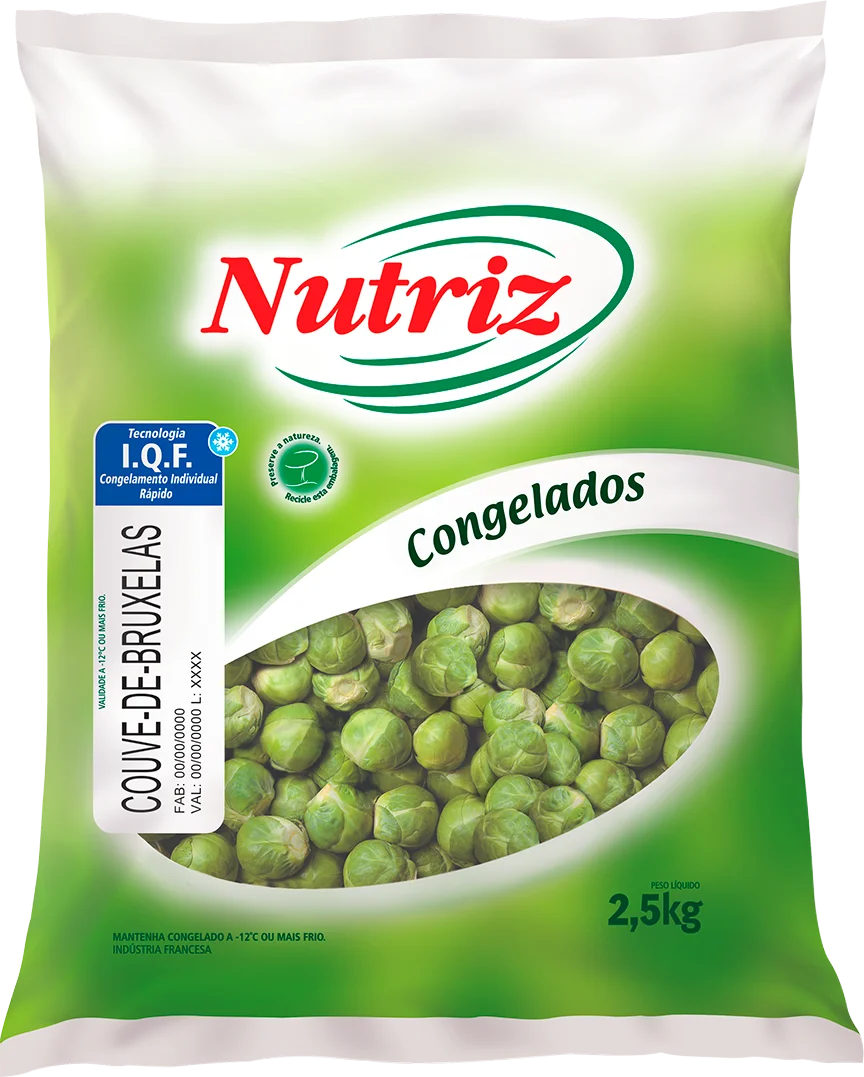 Nutriz
Tecnologia
I.Q.F.
Congelamento Individual
Rápido
Preserve a natureza.
Recicle esta embalagem.
Congelados
VALIDADE A -12°C OU MAIS FRIO.
COUVE-DE-BRUXELAS
FAB: 00/00/0000
VAL: 00/00/0000 L: XXXX
PESO LÍQUIDO
2,5kg
MANTENHA CONGELADO A -12°C OU MAIS FRIO.
INDÚSTRIA FRANCESA